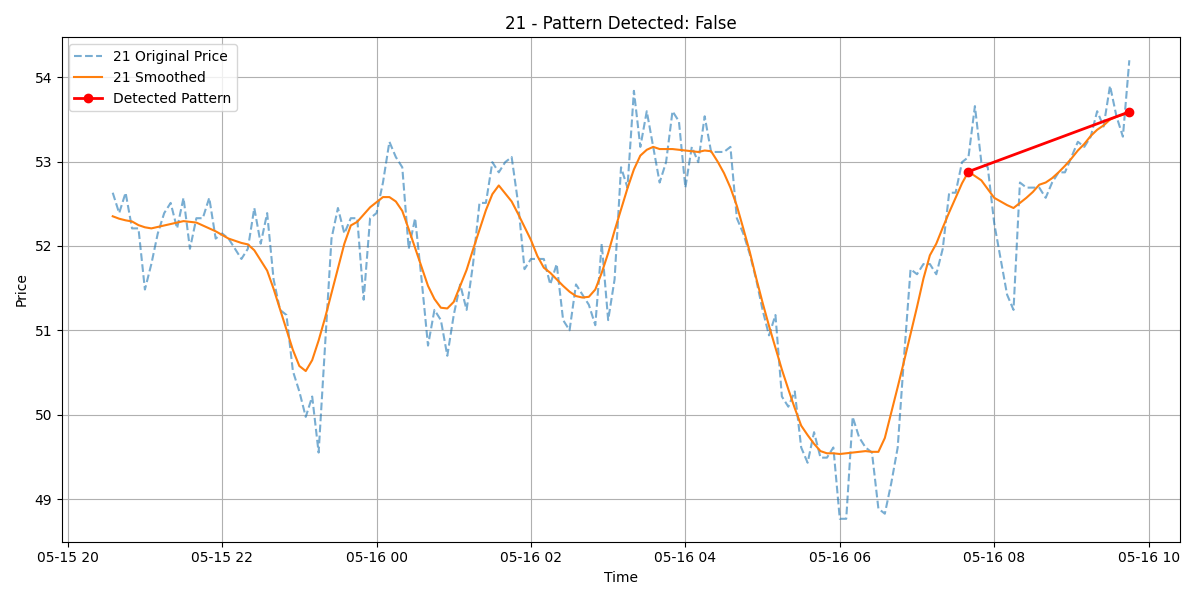 21 - Pattern Detected: False
21 Original Price
21 Smoothed
Detected Pattern
Price
54
53
52
51
50
49
05-15 20 05-15 22 05-16 00 05-16 02 05-16 04 05-16 06 05-16 08 05-16 10
Time